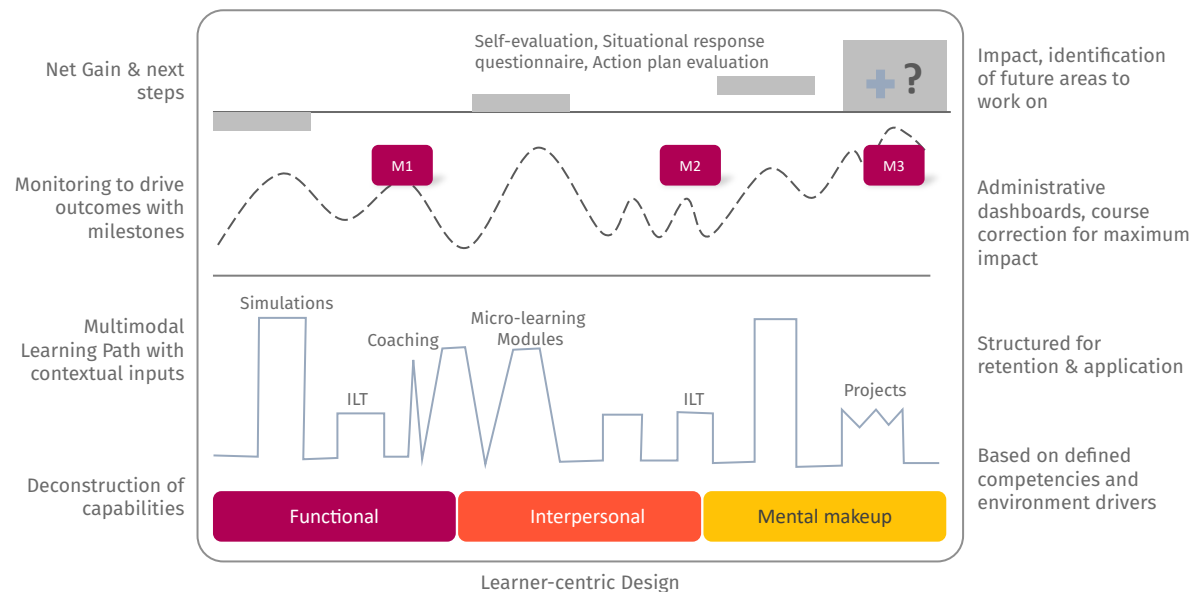 Net Gain & next
steps
Self-evaluation, Situational response
questionnaire, Action plan evaluation
+ ?
Impact, identification
of future areas to
work on
Monitoring to drive
outcomes with
milestones
M1
M2
M3
Administrative
dashboards, course
correction for maximum
impact
Multimodal
Learning Path with
contextual inputs
Simulations
Coaching
Micro-learning
Modules
ILT
ILT
Projects
Structured for
retention & application
Deconstruction of
capabilities
Functional
Interpersonal
Mental makeup
Based on defined
competencies and
environment drivers
Learner-centric Design